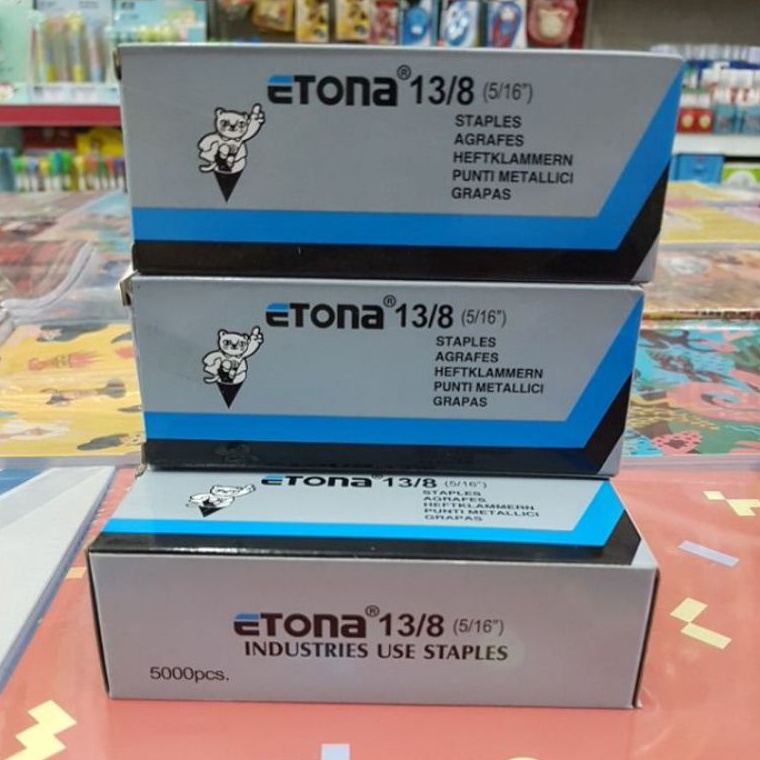 ETONA® 13/8 (5/16")
STAPLES
AGRAFES
HEFTKLAMMERN
PUNTI METALLICI
GRAPAS
ETONA® 13/8 (5/16")
STAPLES
AGRAFES
HEFTKLAMMERN
PUNTI METALLICI
GRAPAS
ETONA® 13/8 (5/16")
STAPLES
AGRAFES
HEFTKLAMMERN
PUNTI METALLICI
GRAPAS
ETONA® 13/8 (5/16")
INDUSTRIES USE STAPLES
5000pcs.